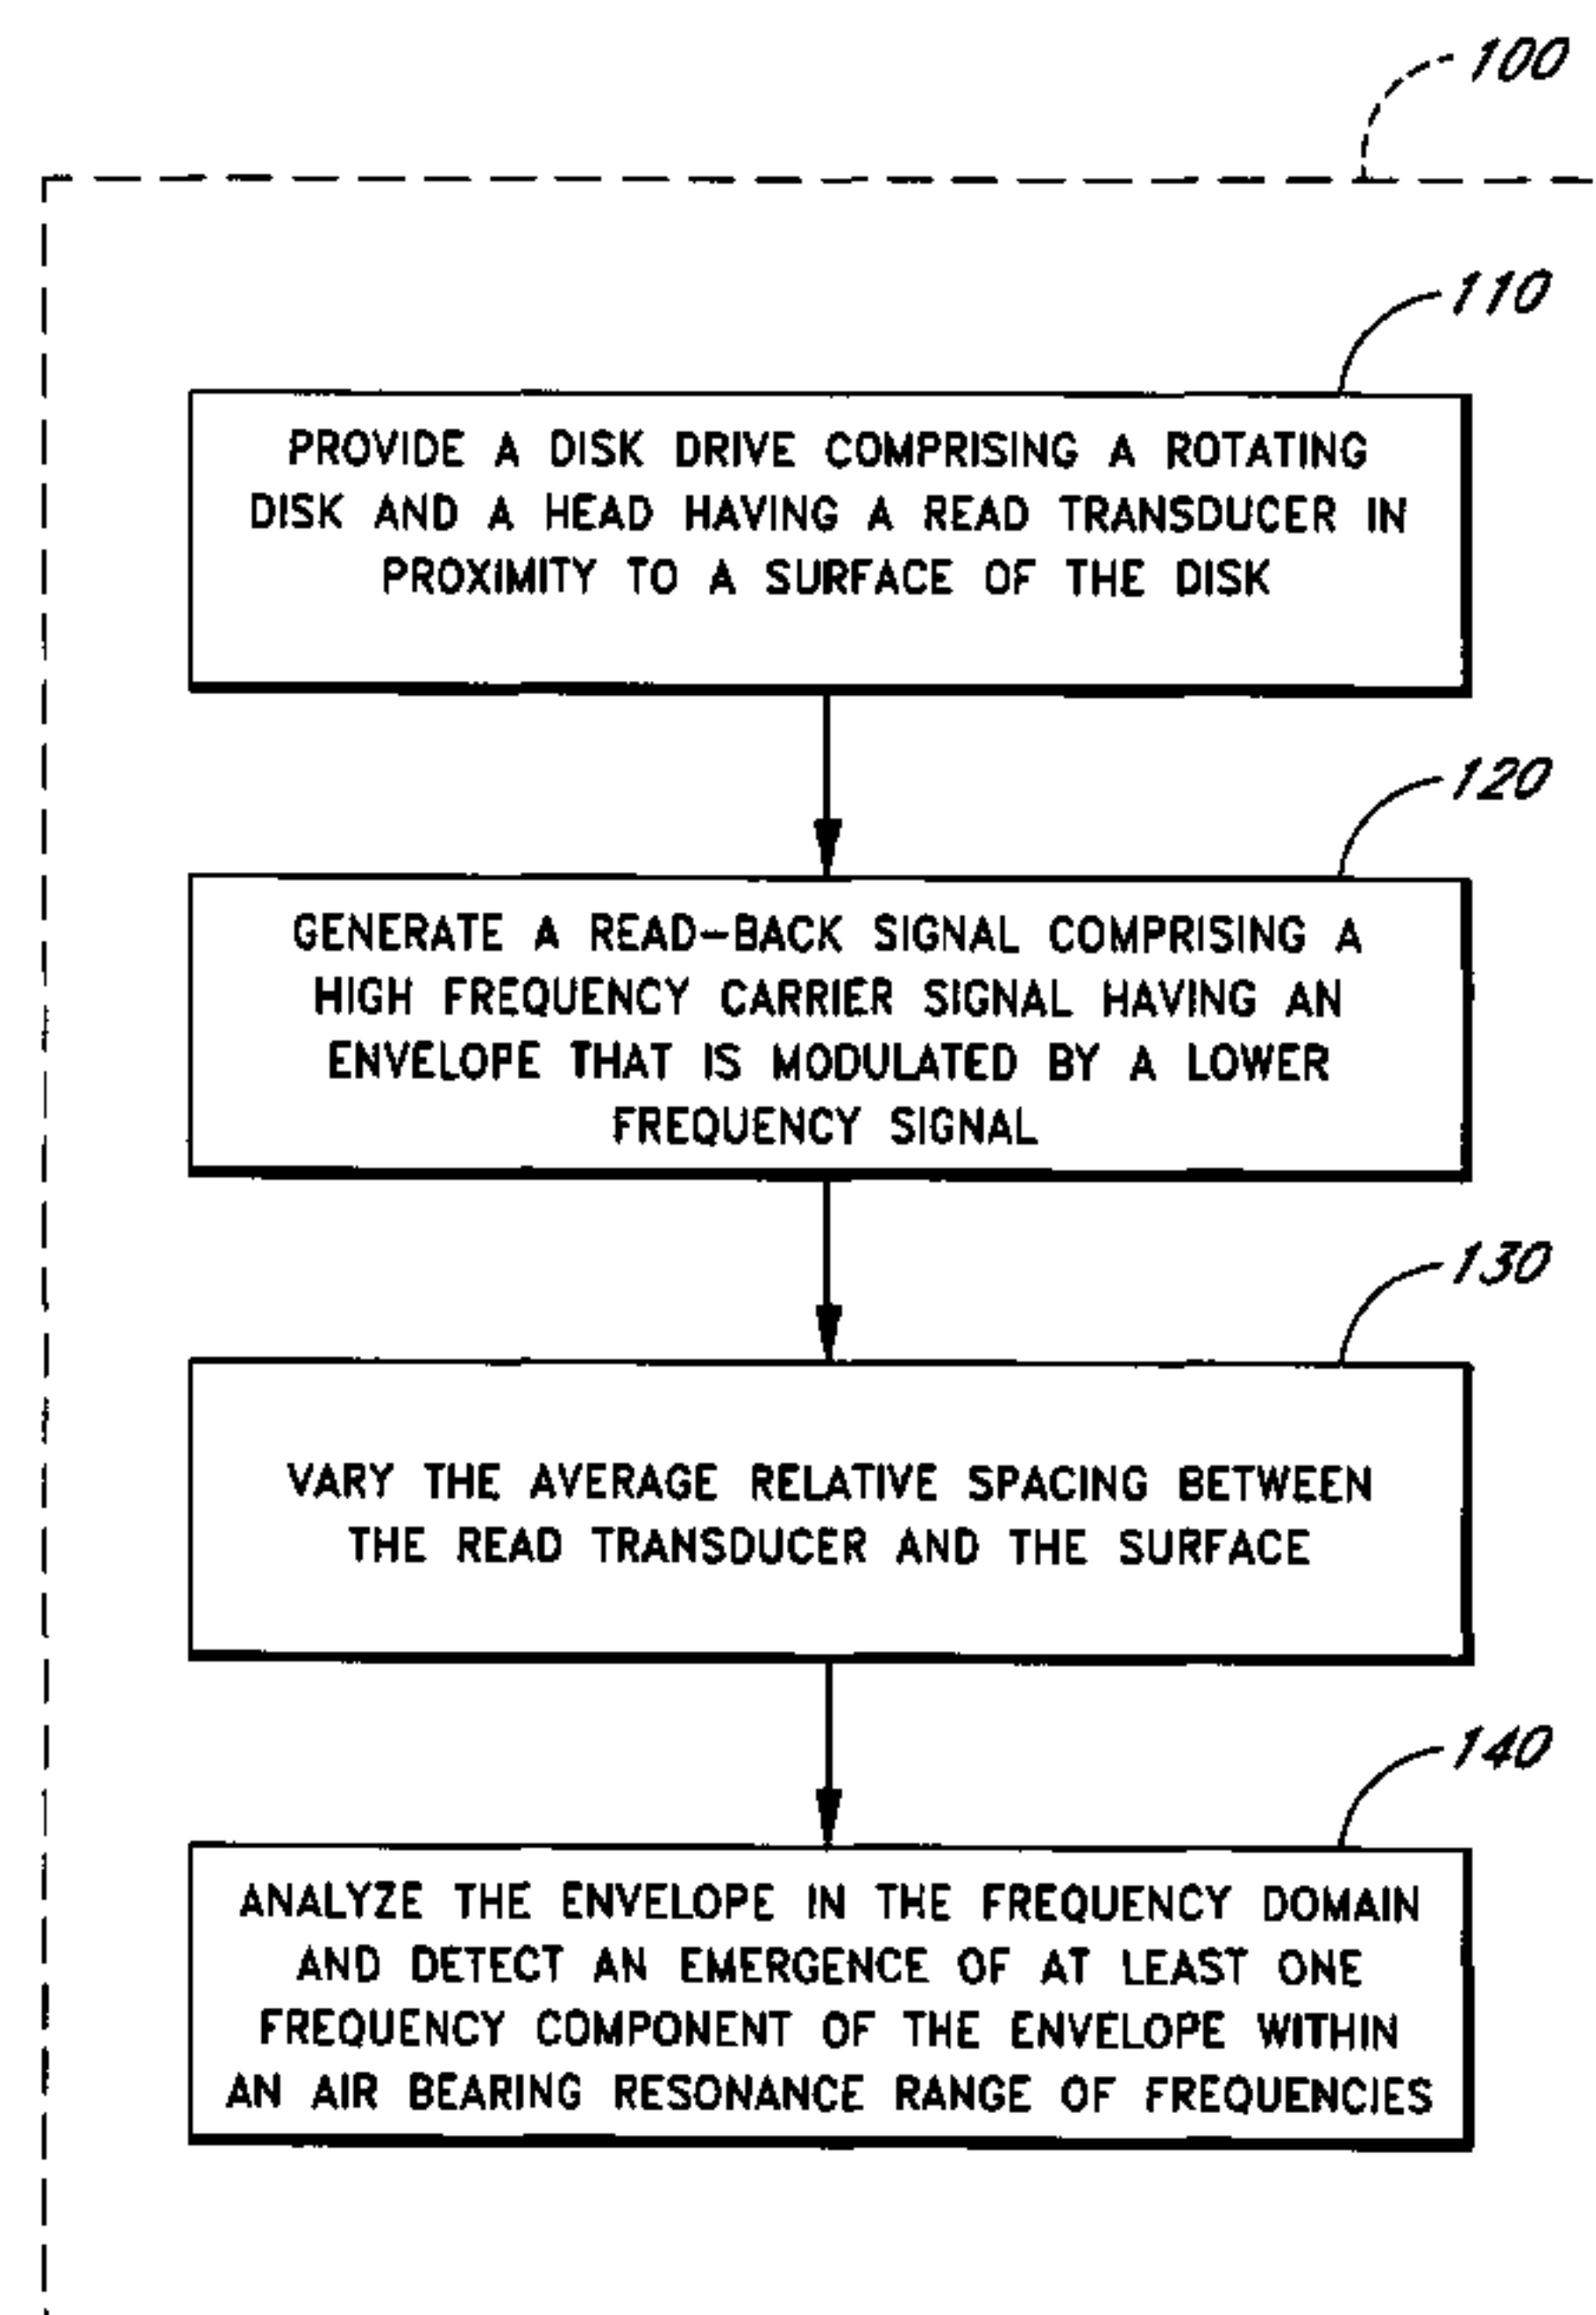 100
110
PROVIDE A DISK DRIVE COMPRISING A ROTATING
DISK AND A HEAD HAVING A READ TRANSDUCER IN
PROXIMITY TO A SURFACE OF THE DISK
120
GENERATE A READ-BACK SIGNAL COMPRISING A
HIGH FREQUENCY CARRIER SIGNAL HAVING AN
ENVELOPE THAT IS MODULATED BY A LOWER
FREQUENCY SIGNAL
130
VARY THE AVERAGE RELATIVE SPACING BETWEEN
THE READ TRANSDUCER AND THE SURFACE
140
ANALYZE THE ENVELOPE IN THE FREQUENCY DOMAIN
AND DETECT AN EMERGENCE OF AT LEAST ONE
FREQUENCY COMPONENT OF THE ENVELOPE WITHIN
AN AIR BEARING RESONANCE RANGE OF FREQUENCIES